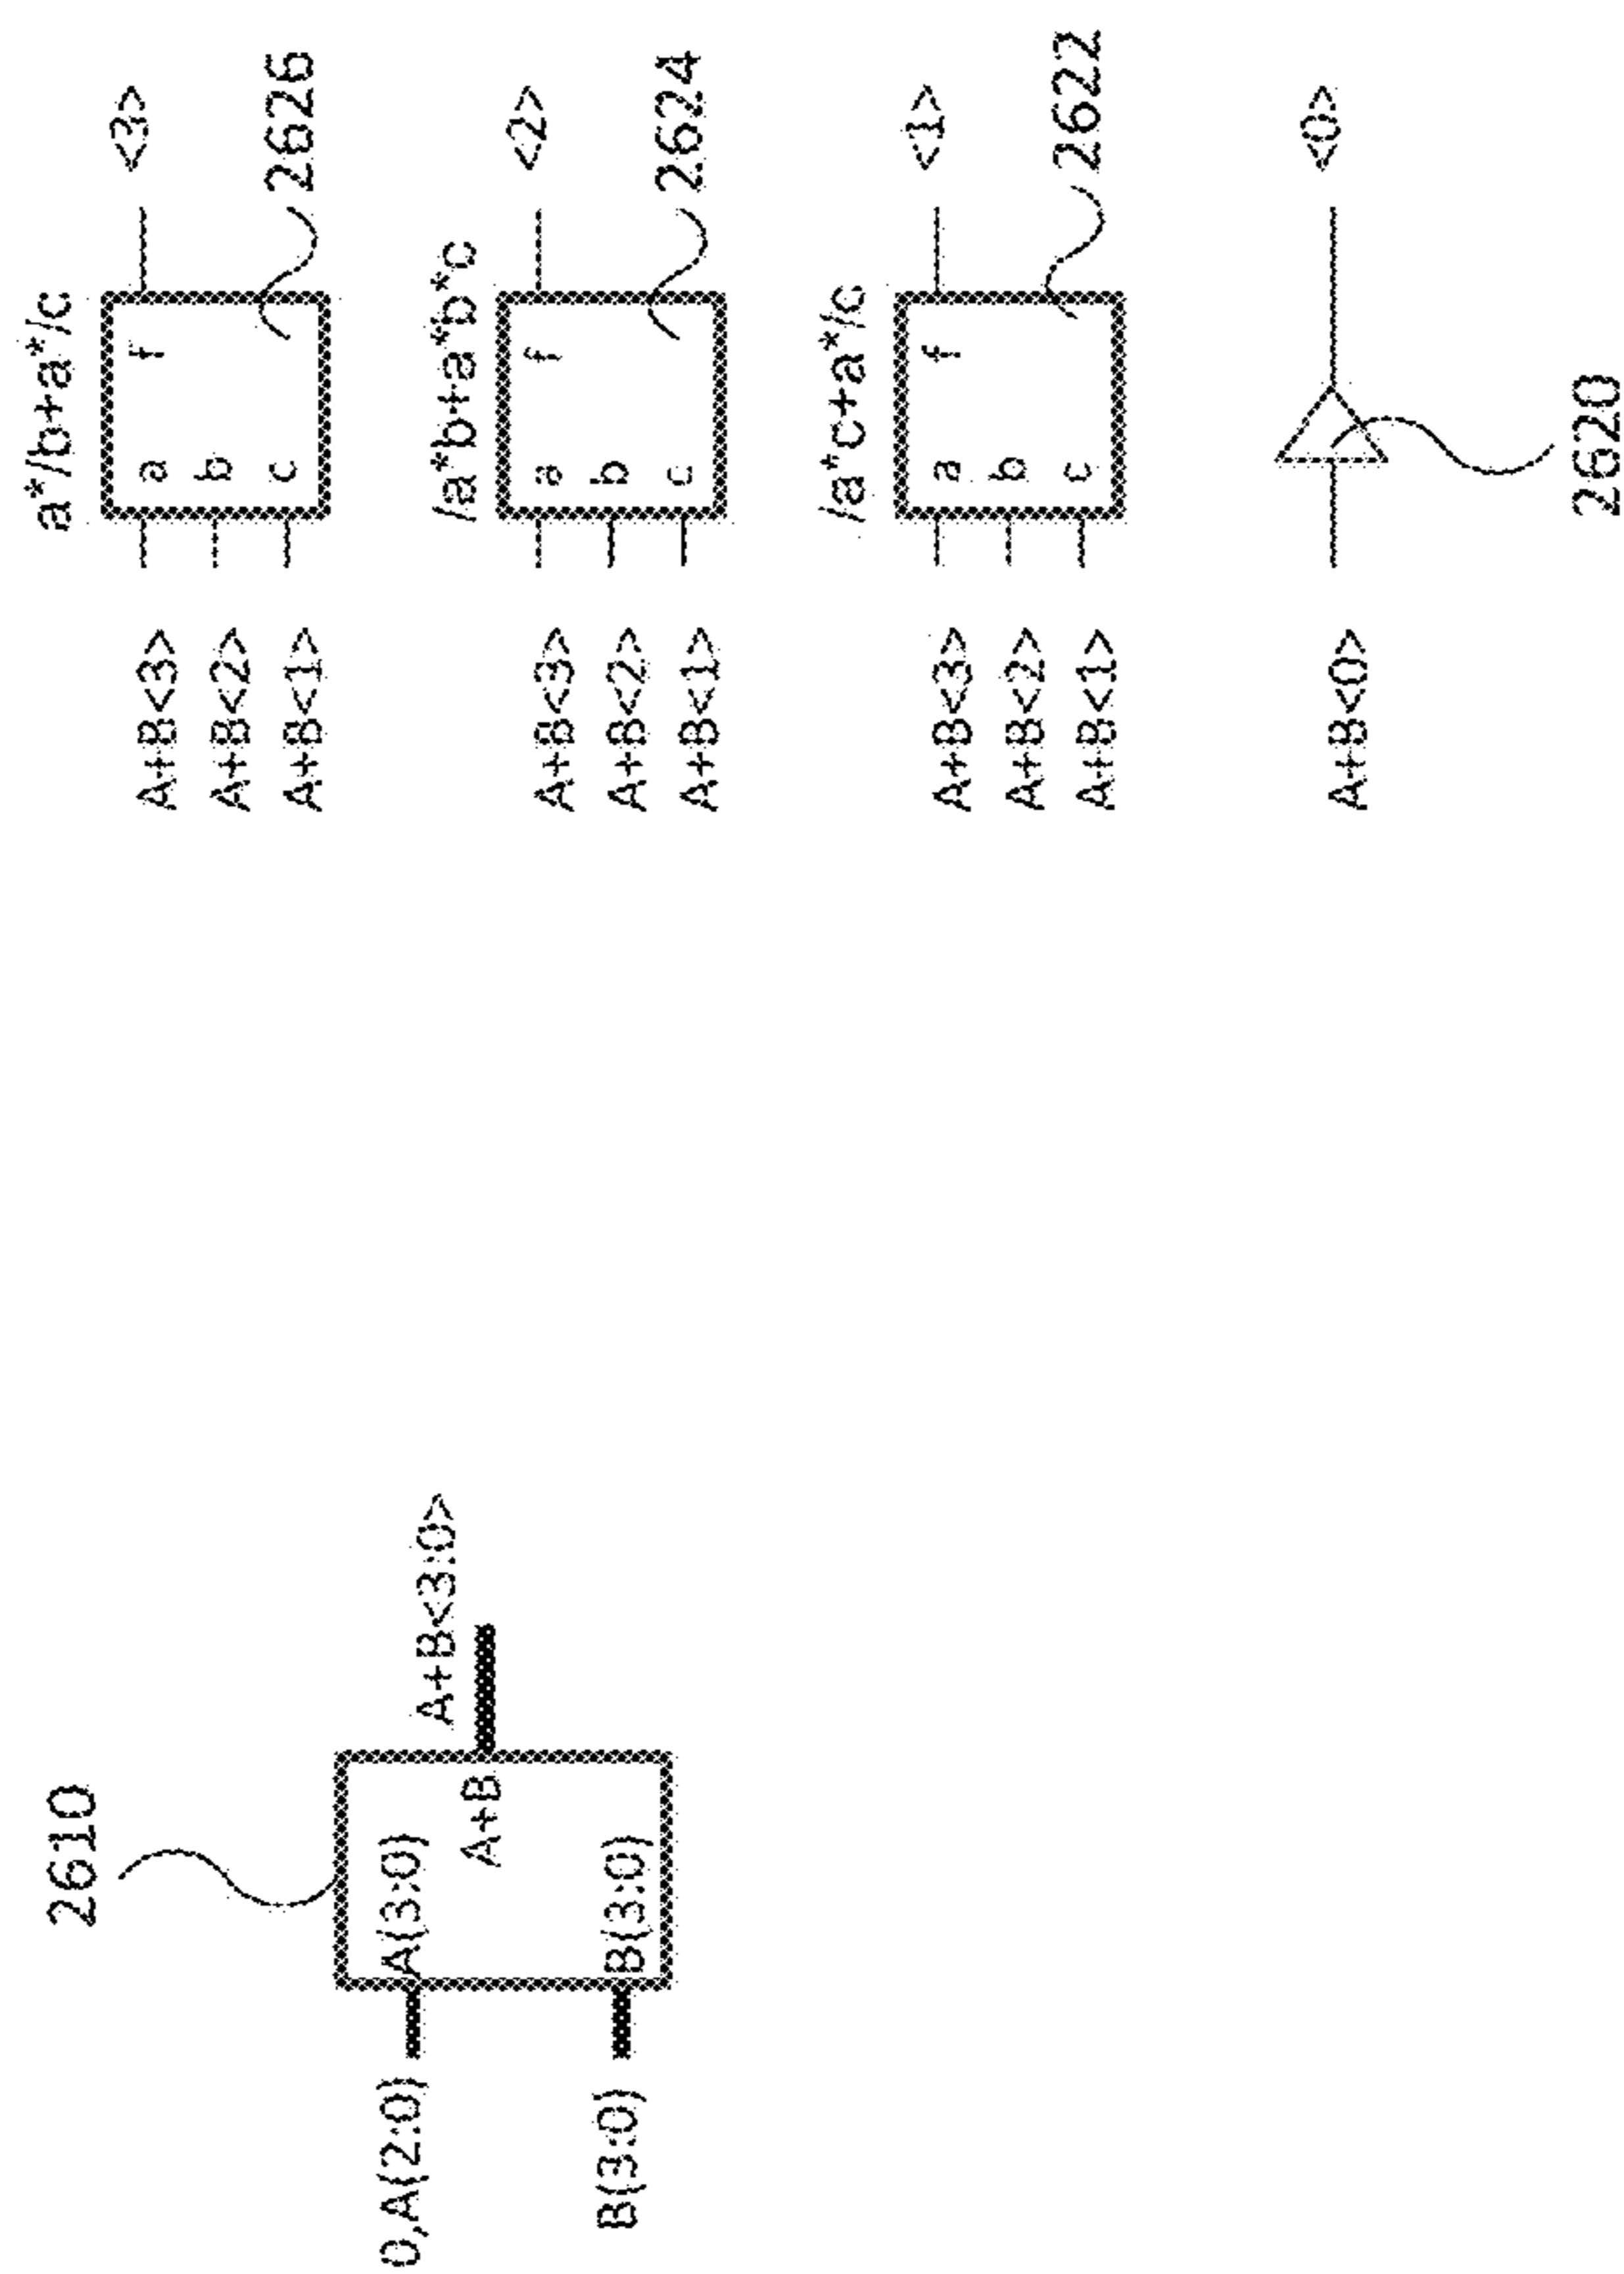 2610
0,A(2:0)
A(3:0)
A+B
A+B<3:0>
B(3:0)
B(3:0)
a*/b+a*/c
A+B<3>
A+B<2>
A+B<1>
a
b
c
f
<3>
2626
/a*b+a*b*c
A+B<3>
A+B<2>
A+B<1>
a
b
c
f
<2>
2624
/a*c+a*/c
A+B<3>
A+B<2>
A+B<1>
a
b
c
f
<1>
2622
A+B<0>
<0>
2620